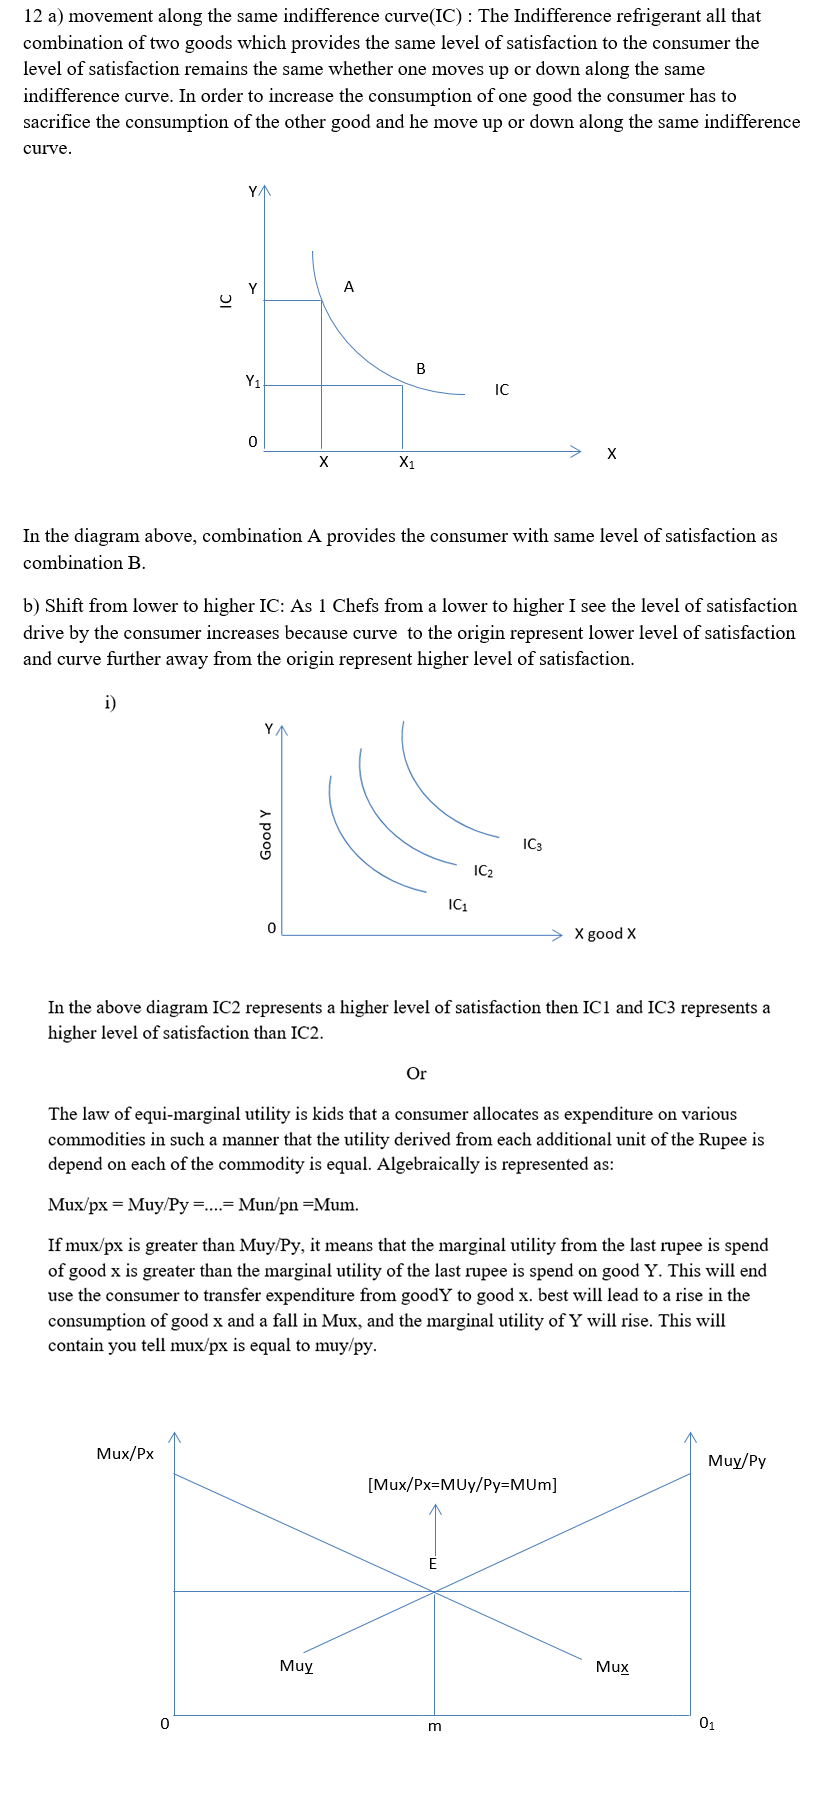 12 a) movement along the same indifference curve(IC) : The Indifference refrigerant all that
combination of two goods which provides the same level of satisfaction to the consumer the
level of satisfaction remains the same whether one moves up or down along the same
indifference curve. In order to increase the consumption of one good the consumer has to
sacrifice the consumption of the other good and he move up or down along the same indifference
curve.
Y
Y
A
IC
B
Y₁
IC
0
X
X
X₁
In the diagram above, combination A provides the consumer with same level of satisfaction as
combination B.
b) Shift from lower to higher IC: As 1 Chefs from a lower to higher I see the level of satisfaction
drive by the consumer increases because curve to the origin represent lower level of satisfaction
and curve further away from the origin represent higher level of satisfaction.
i)
Y
Good Y
IC₃
IC₂
IC₁
0
X good X
In the above diagram IC2 represents a higher level of satisfaction then IC1 and IC3 represents a
higher level of satisfaction than IC2.
Or
The law of equi-marginal utility is kids that a consumer allocates as expenditure on various
commodities in such a manner that the utility derived from each additional unit of the Rupee is
depend on each of the commodity is equal. Algebraically is represented as:
Mux/px = Muy/Py =....= Mun/pn =Mum.
If mux/px is greater than Muy/Py, it means that the marginal utility from the last rupee is spend
of good x is greater than the marginal utility of the last rupee is spend on good Y. This will end
use the consumer to transfer expenditure from goodY to good x. best will lead to a rise in the
consumption of good x and a fall in Mux, and the marginal utility of Y will rise. This will
contain you tell mux/px is equal to muy/py.
Mux/Px
Muy/Py
[Mux/Px=MUy/Py=MUm]
E
Muy
Mux
0
m
0₁